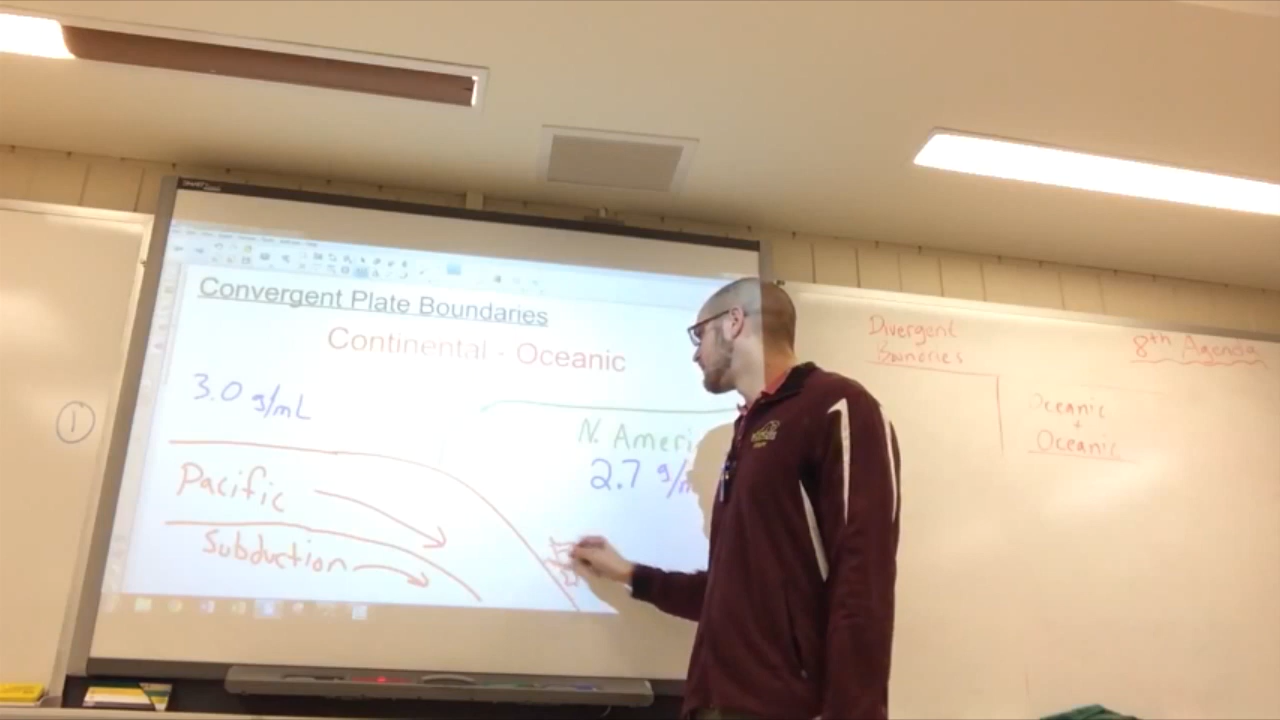 Convergent Plate Boundaries
Continental - Oceanic
3.0 g/mL
N. Ameri
2.7 g/m
Pacific
Subduction
1
Divergent
Bounries
8th Agenda
Oceanic
+
Oceanic